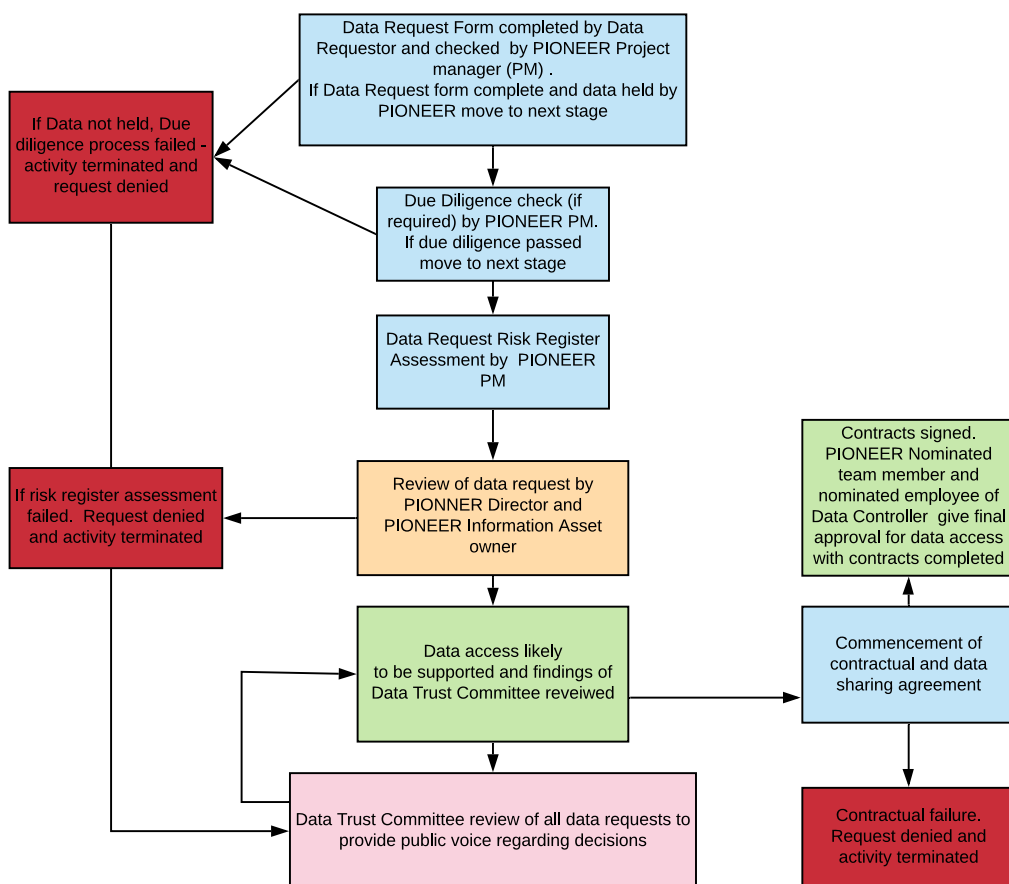 Data Request Form completed by Data
Requestor and checked by PIONEER Project
manager (PM) .
If Data Request form complete and data held by
PIONEER move to next stage
If Data not held, Due
diligence process failed -
activity terminated and
request denied
Due Diligence check (if
required) by PIONEER PM.
If due diligence passed
move to next stage
Data Request Risk Register
Assessment by PIONEER
PM
If risk register assessment
failed. Request denied
and activity terminated
Review of data request by
PIONNER Director and
PIONEER Information Asset
owner
Contracts signed.
PIONEER Nominated
team member and
nominated employee of
Data Controller give final
approval for data access
with contracts completed
Data access likely
to be supported and findings of
Data Trust Committee reveiwed
Commencement of
contractual and data
sharing agreement
Data Trust Committee review of all data requests to
provide public voice regarding decisions
Contractual failure.
Request denied and
activity terminated